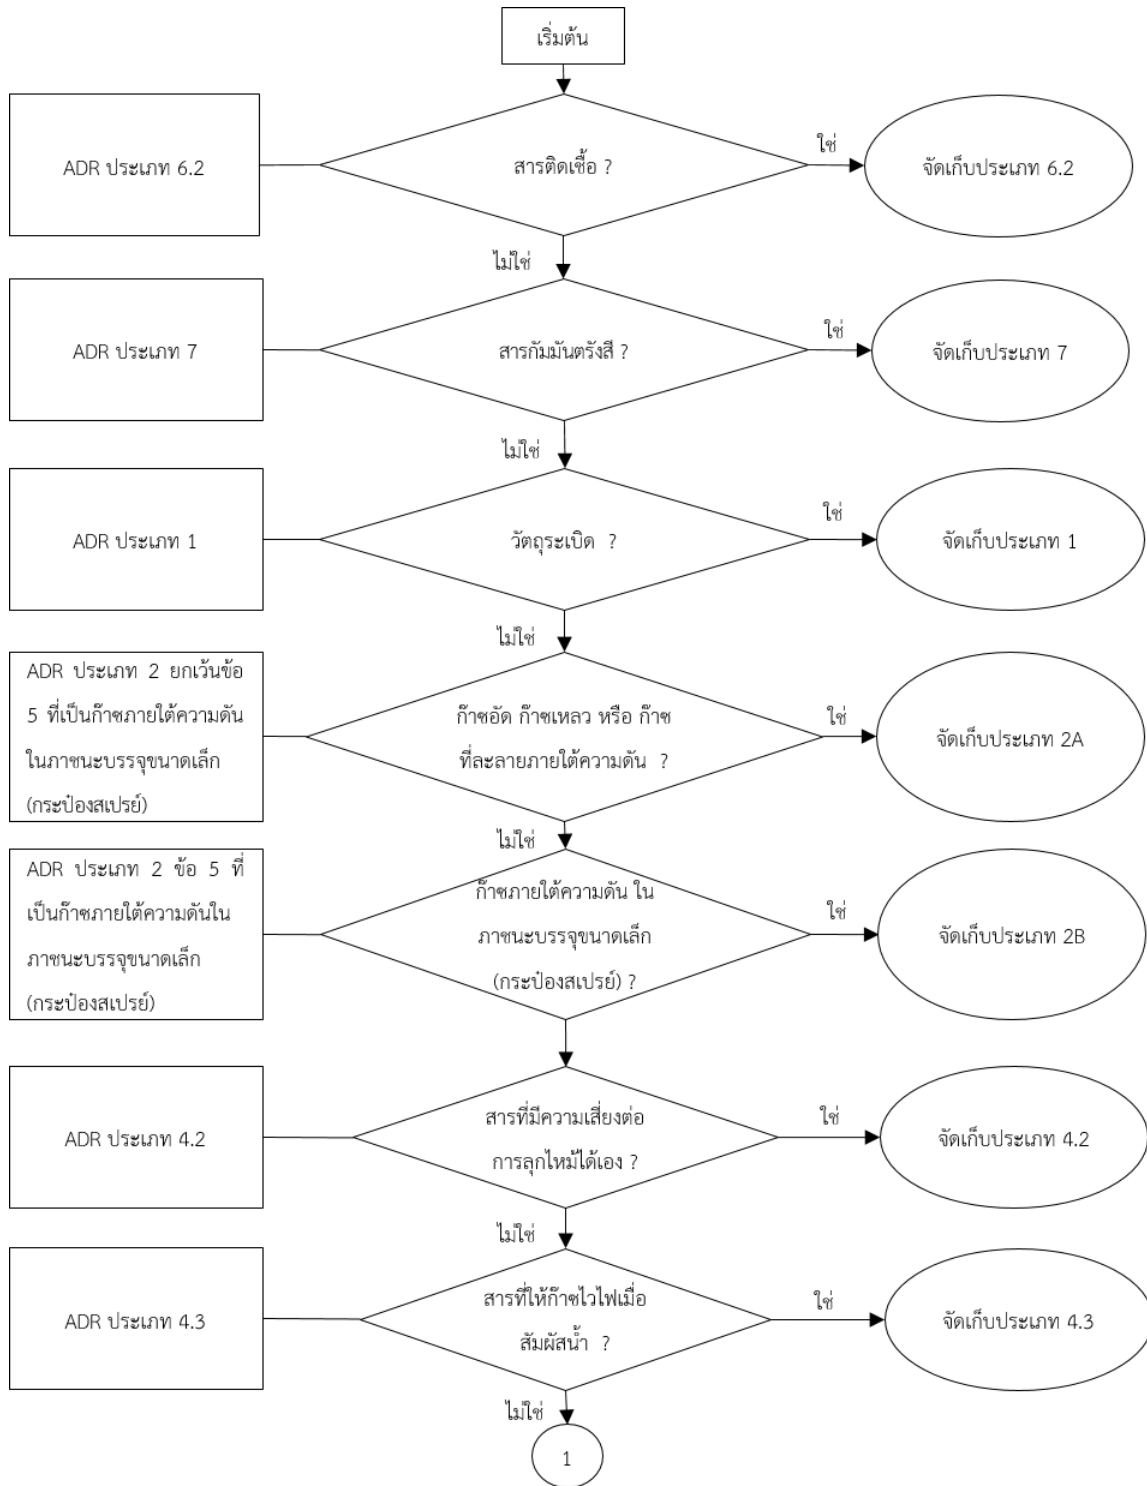 เริ่มต้น
ADR ประเภท 6.2
สารติดเชื้อ ?
ใช่
จัดเก็บประเภท 6.2
ไม่ใช่
ADR ประเภท 7
สารกัมมันตรังสี ?
ใช่
จัดเก็บประเภท 7
ไม่ใช่
ADR ประเภท 1
วัตถุระเบิด ?
ใช่
จัดเก็บประเภท 1
ไม่ใช่
ADR ประเภท 2 ยกเว้นข้อ
5 ที่เป็นก๊าซภายใต้ความดัน
ในภาชนะบรรจุขนาดเล็ก
(กระป๋องสเปรย์)
ก๊าซอัด ก๊าซเหลว หรือ ก๊าซ
ที่ละลายภายใต้ความดัน ?
ใช่
จัดเก็บประเภท 2A
ไม่ใช่
ADR ประเภท 2 ข้อ 5 ที่
เป็นก๊าซภายใต้ความดันใน
ภาชนะบรรจุขนาดเล็ก
(กระป๋องสเปรย์)
ก๊าซภายใต้ความดัน ใน
ภาชนะบรรจุขนาดเล็ก
(กระป๋องสเปรย์) ?
ใช่
จัดเก็บประเภท 2B
ADR ประเภท 4.2
สารที่มีความเสี่ยงต่อ
การลุกไหม้ได้เอง ?
ใช่
จัดเก็บประเภท 4.2
ไม่ใช่
ADR ประเภท 4.3
สารที่ให้ก๊าซไวไฟเมื่อ
สัมผัสน้ำ ?
ใช่
จัดเก็บประเภท 4.3
ไม่ใช่
1